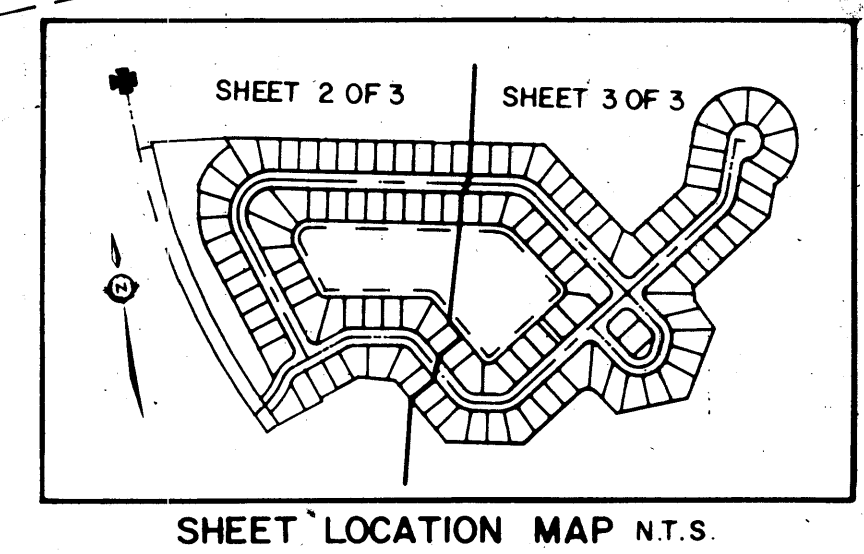 SHEET 2 OF 3
SHEET 3 OF 3
N
SHEET LOCATION MAP N.T.S.